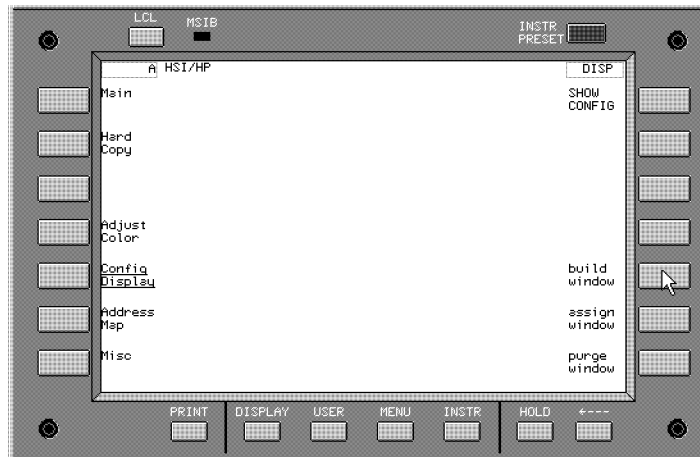 LCL
MSIB
INSTR
PRESET
A HSI/HP
DISP
Main
SHOW
CONFIG
Hard
Copy
Adjust
Color
Config
Display
build
window
Address
Map
assign
window
Misc
purge
window
PRINT
DISPLAY
USER
MENU
INSTR
HOLD
←---